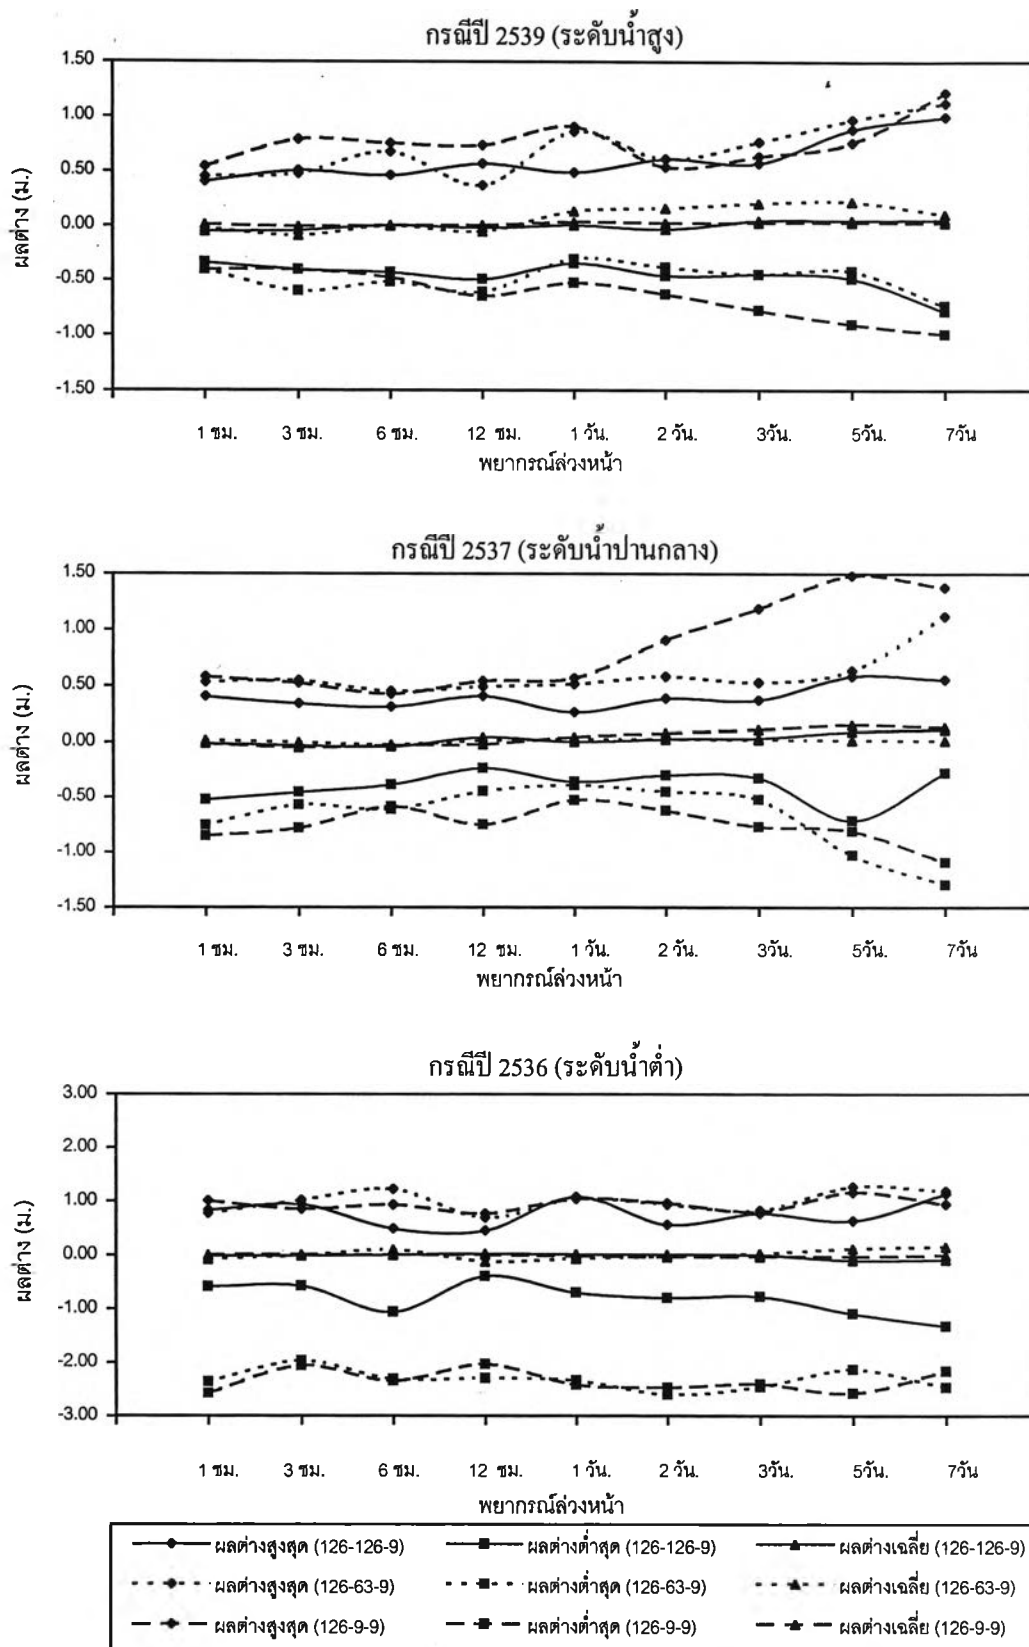 กรณีปี 2539 (ระดับน้ำสูง)
1.50
1.00
0.50
0.00
-0.50
-1.00
-1.50
ผลต่าง (ม.)
1 ชม. 3 ชม. 6 ชม. 12 ชม. 1 วัน. 2 วัน. 3วัน. 5วัน. 7วัน
พยากรณ์ล่วงหน้า
กรณีปี 2537 (ระดับน้ำปานกลาง)
1.50
1.00
0.50
0.00
-0.50
-1.00
-1.50
ผลต่าง (ม.)
1 ชม. 3 ชม. 6 ชม. 12 ชม. 1 วัน. 2 วัน. 3วัน. 5วัน. 7วัน
พยากรณ์ล่วงหน้า
กรณีปี 2536 (ระดับน้ำต่ำ)
3.00
2.00
1.00
0.00
-1.00
-2.00
-3.00
ผลต่าง (ม.)
1 ชม. 3 ชม. 6 ชม. 12 ชม. 1 วัน. 2 วัน. 3วัน. 5วัน. 7วัน
พยากรณ์ล่วงหน้า
ผลต่างสูงสุด (126-126-9) ผลต่างต่ำสุด (126-126-9) ผลต่างเฉลี่ย (126-126-9)
ผลต่างสูงสุด (126-63-9) ผลต่างต่ำสุด (126-63-9) ผลต่างเฉลี่ย (126-63-9)
ผลต่างสูงสุด (126-9-9) ผลต่างต่ำสุด (126-9-9) ผลต่างเฉลี่ย (126-9-9)